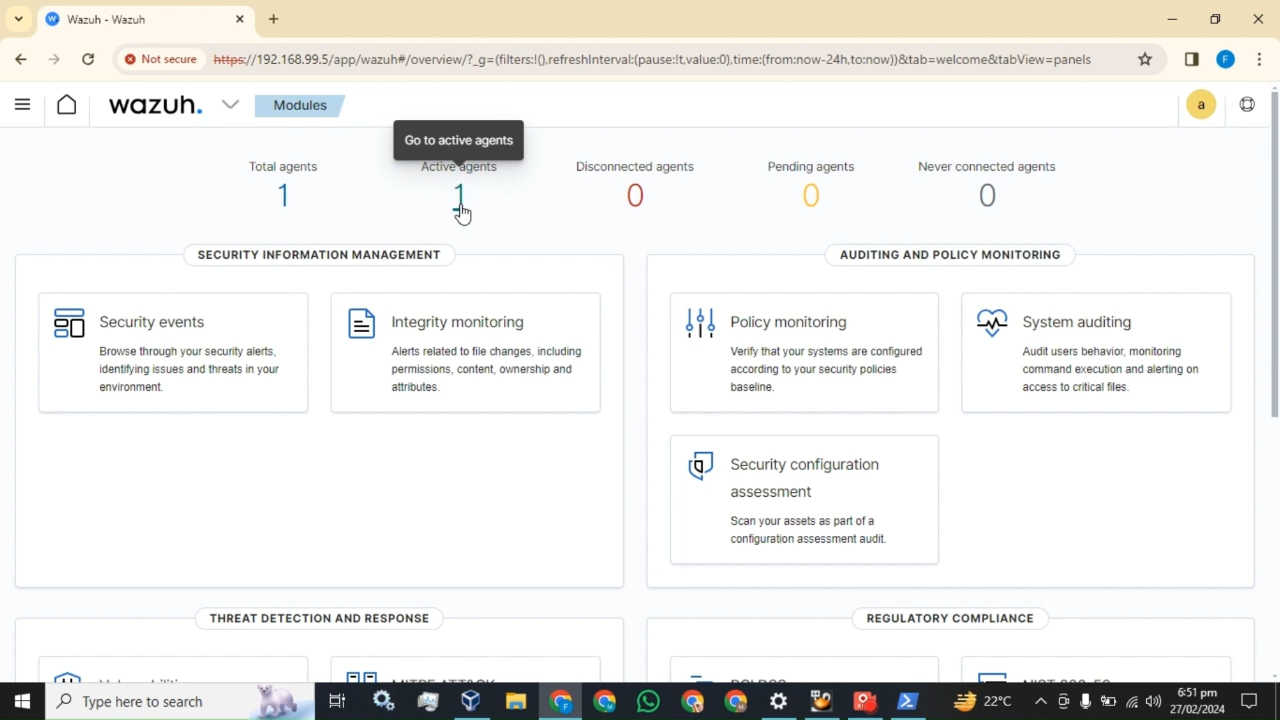 Wazuh - Wazuh
Not secure
https://192.168.99.5/app/wazuh#/overview/?_g=(filters:!(),refreshInterval:(pause:!t,value:0),time:(from:now-24h,to:now))&tab=welcome&tabView=panels
F
wazuh.
Modules
a
Go to active agents
Total agents
Active agents
Disconnected agents
Pending agents
Never connected agents
1
1
0
0
0
SECURITY INFORMATION MANAGEMENT
Security events
Browse through your security alerts,
identifying issues and threats in your
environment.
Integrity monitoring
Alerts related to file changes, including
permissions, content, ownership and
attributes.
AUDITING AND POLICY MONITORING
Policy monitoring
Verify that your systems are configured
according to your security policies
baseline.
System auditing
Audit users behavior, monitoring
command execution and alerting on
access to critical files.
Security configuration
assessment
Scan your assets as part of a
configuration assessment audit.
THREAT DETECTION AND RESPONSE
REGULATORY COMPLIANCE
Type here to search
22°C
6:51 pm
27/02/2024